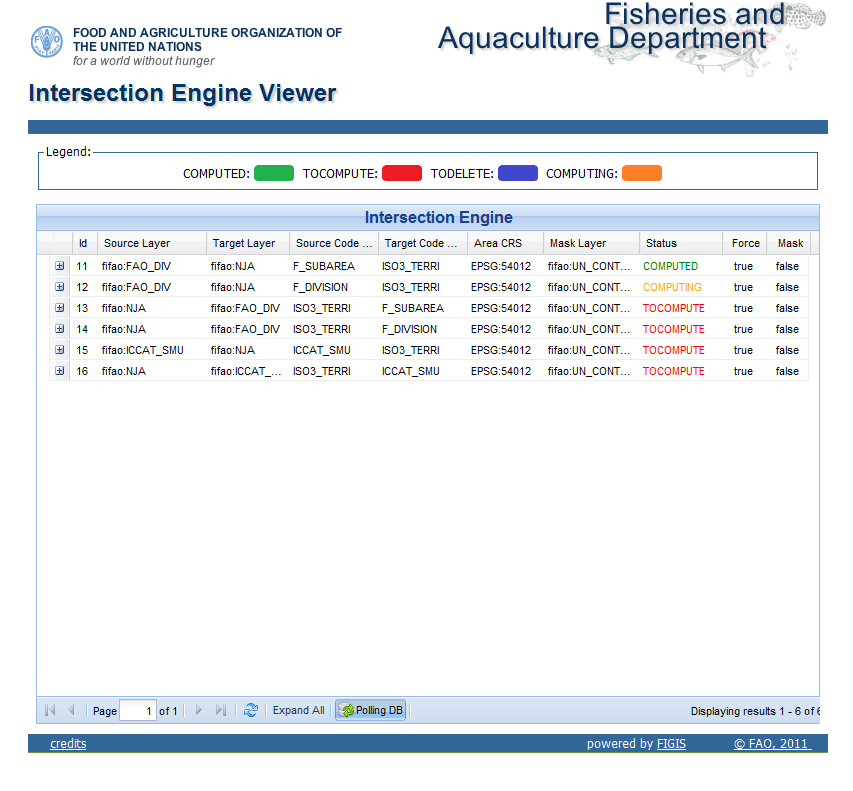 FOOD AND AGRICULTURE ORGANIZATION OF
THE UNITED NATIONS
for a world without hunger
Fisheries and
Aquaculture Department
Intersection Engine Viewer
Legend:
COMPUTED: TOCOMPUTE: TODELETE: COMPUTING:
Intersection Engine
Id Source Layer Target Layer Source Code ... Target Code ... Area CRS Mask Layer Status Force Mask
11 fifao:FAO_DIV fifao:NJA F_SUBAREA ISO3_TERRI EPSG:54012 fifao:UN_CONT... COMPUTED true false
12 fifao:FAO_DIV fifao:NJA F_DIVISION ISO3_TERRI EPSG:54012 fifao:UN_CONT... COMPUTING true false
13 fifao:NJA fifao:FAO_DIV ISO3_TERRI F_SUBAREA EPSG:54012 fifao:UN_CONT... TOCOMPUTE true false
14 fifao:NJA fifao:FAO_DIV ISO3_TERRI F_DIVISION EPSG:54012 fifao:UN_CONT... TOCOMPUTE true false
15 fifao:ICCAT_SMU fifao:NJA ICCAT_SMU ISO3_TERRI EPSG:54012 fifao:UN_CONT... TOCOMPUTE true false
16 fifao:NJA fifao:ICCAT_... ISO3_TERRI ICCAT_SMU EPSG:54012 fifao:UN_CONT... TOCOMPUTE true false
Page 1 of 1 Expand All Polling DB Displaying results 1 - 6 of 6
credits powered by FIGIS © FAO, 2011